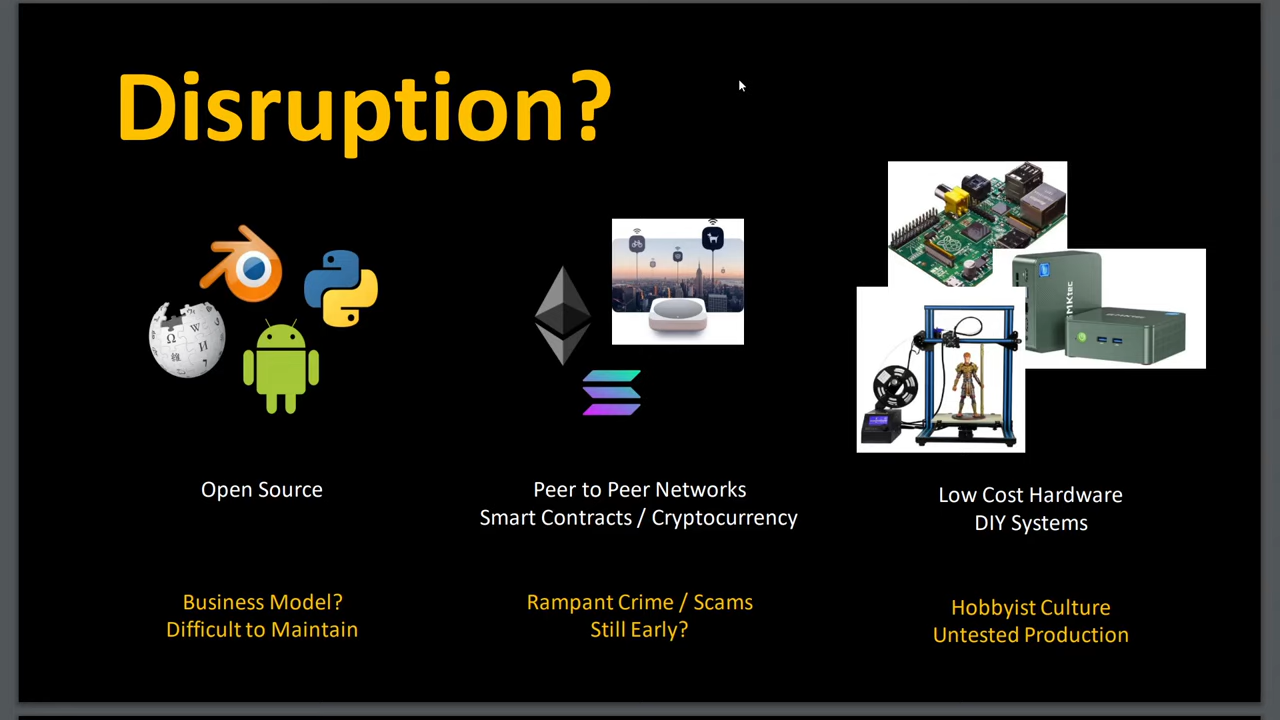 Disruption?
Open Source
Peer to Peer Networks
Smart Contracts / Cryptocurrency
Low Cost Hardware
DIY Systems
Business Model?
Difficult to Maintain
Rampant Crime / Scams
Still Early?
Hobbyist Culture
Untested Production